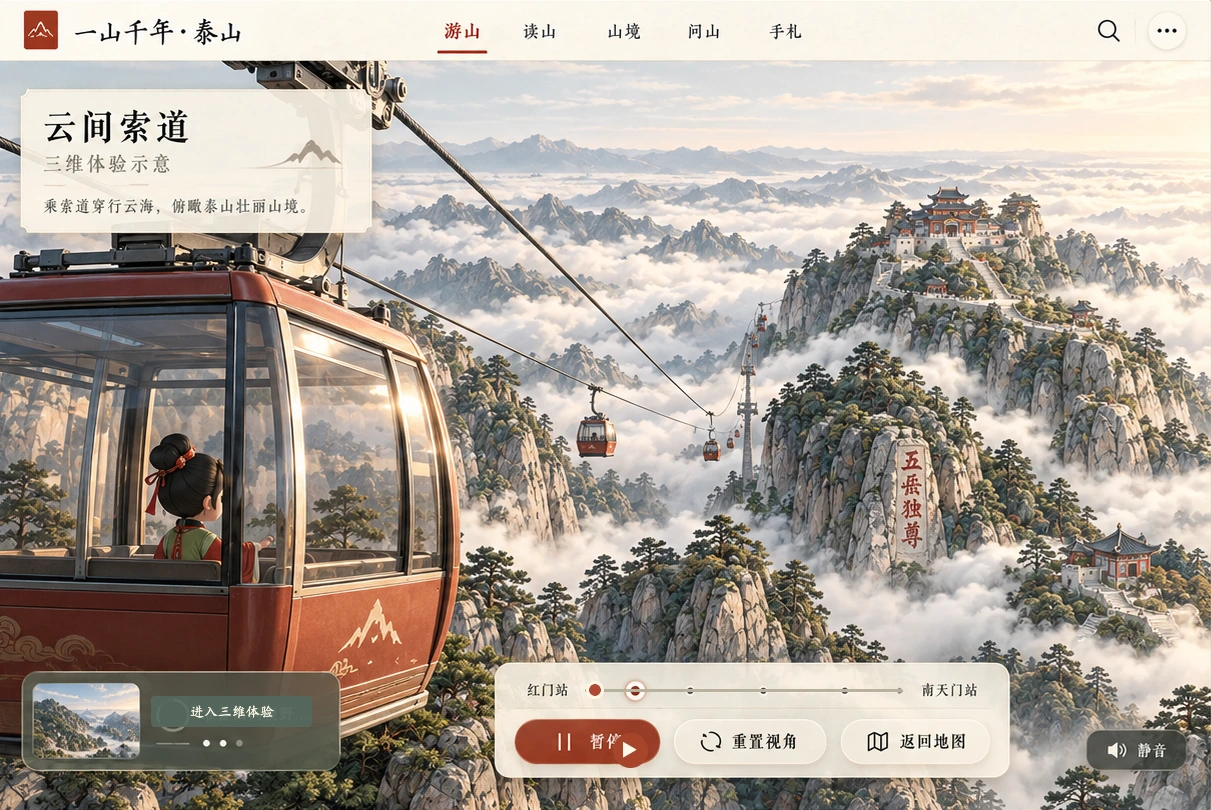 一山千年·泰山
游山
读山
山境
问山
手札
云间索道
三维体验示意
乘索道穿行云海，俯瞰泰山壮丽山境。
五岳独尊
进入三维体验
红门站
南天门站
暂停
重置视角
返回地图
静音